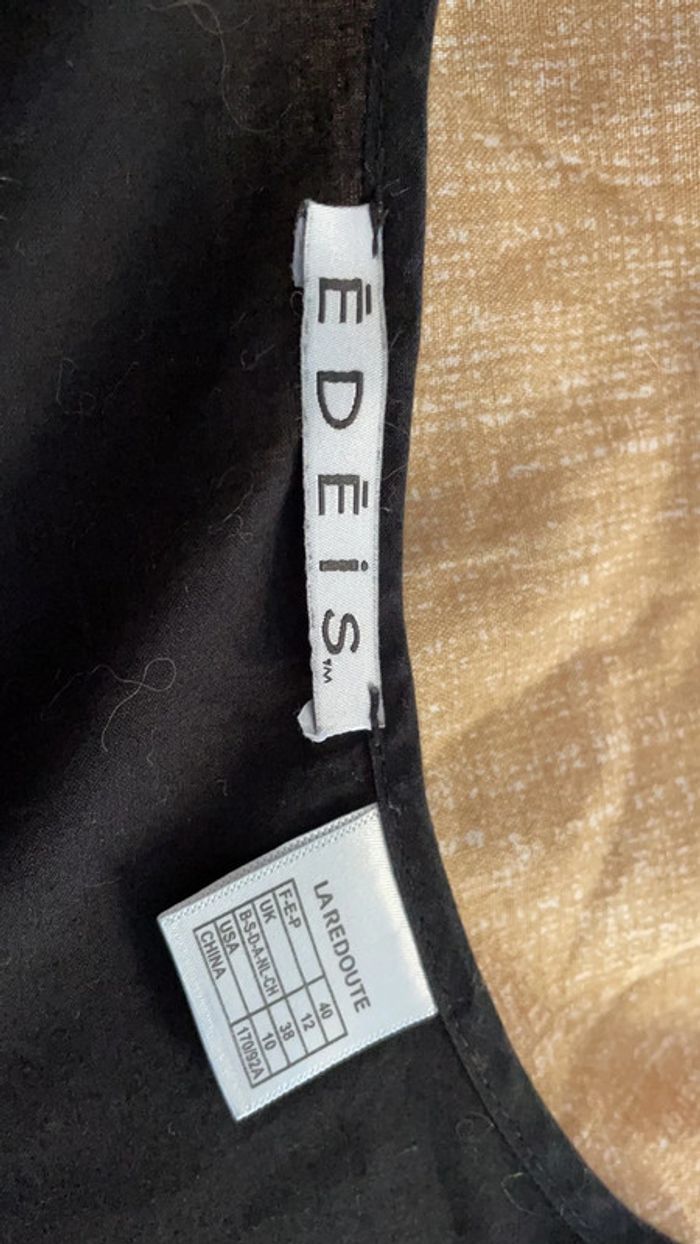 ĒDĒiS™
LA REDOUTE
F-E-P 40
UK 12
B-S-D-A-NL-CH 38
USA 10
CHINA 170/92A